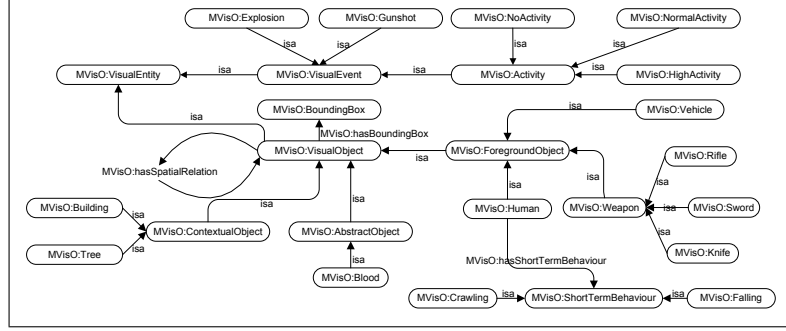 MVisO:Explosion
MVisO:Gunshot
MVisO:NoActivity
MVisO:NormalActivity
isa
isa
isa
isa
MVisO:VisualEntity
isa
MVisO:VisualEvent
isa
MVisO:Activity
isa
MVisO:HighActivity
isa
MVisO:BoundingBox
isa
MVisO:Vehicle
MVisO:hasBoundingBox
MVisO:VisualObject
isa
MVisO:ForegroundObject
MVisO:Rifle
MVisO:hasSpatialRelation
isa
isa
isa
isa
isa
MVisO:Building
isa
MVisO:Human
MVisO:Weapon
isa
MVisO:Sword
MVisO:ContextualObject
MVisO:AbstractObject
isa
MVisO:Tree
isa
MVisO:Knife
isa
MVisO:hasShortTermBehaviour
MVisO:Blood
MVisO:Crawling
isa
MVisO:ShortTermBehaviour
isa
MVisO:Falling